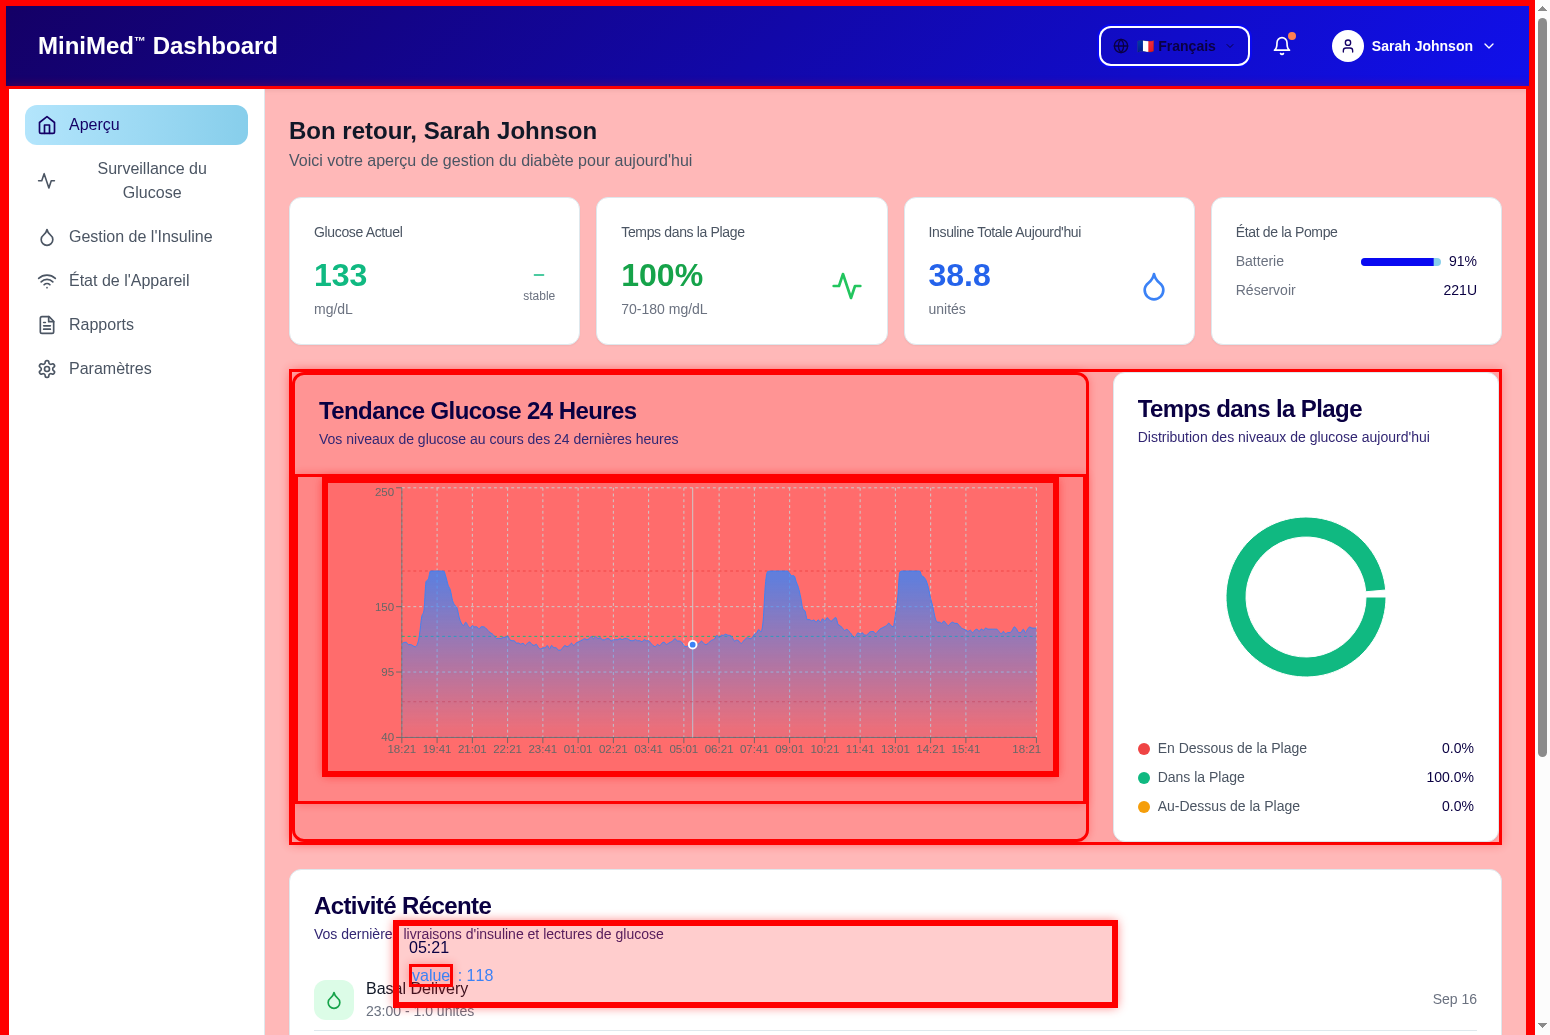 MiniMed™ Dashboard
🇫🇷 Français
Sarah Johnson
Aperçu
Surveillance du
Glucose
Gestion de l'Insuline
État de l'Appareil
Rapports
Paramètres
Bon retour, Sarah Johnson
Voici votre aperçu de gestion du diabète pour aujourd'hui
Glucose Actuel
133
mg/dL
stable
Temps dans la Plage
100%
70-180 mg/dL
Insuline Totale Aujourd'hui
38.8
unités
État de la Pompe
Batterie 91%
Réservoir 221U
Tendance Glucose 24 Heures
Vos niveaux de glucose au cours des 24 dernières heures
250
150
95
40
18:21 19:41 21:01 22:21 23:41 01:01 02:21 03:41 05:01 06:21 07:41 09:01 10:21 11:41 13:01 14:21 15:41 18:21
Temps dans la Plage
Distribution des niveaux de glucose aujourd'hui
En Dessous de la Plage 0.0%
Dans la Plage 100.0%
Au-Dessus de la Plage 0.0%
Activité Récente
Vos dernières livraisons d'insuline et lectures de glucose
05:21
value : 118
Basal Delivery
23:00 - 1.0 unités
Sep 16